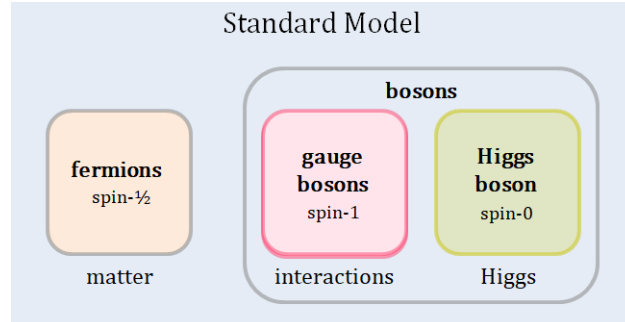 Standard Model
bosons
fermions
spin-½
matter
gauge
bosons
spin-1
interactions
Higgs
boson
spin-0
Higgs